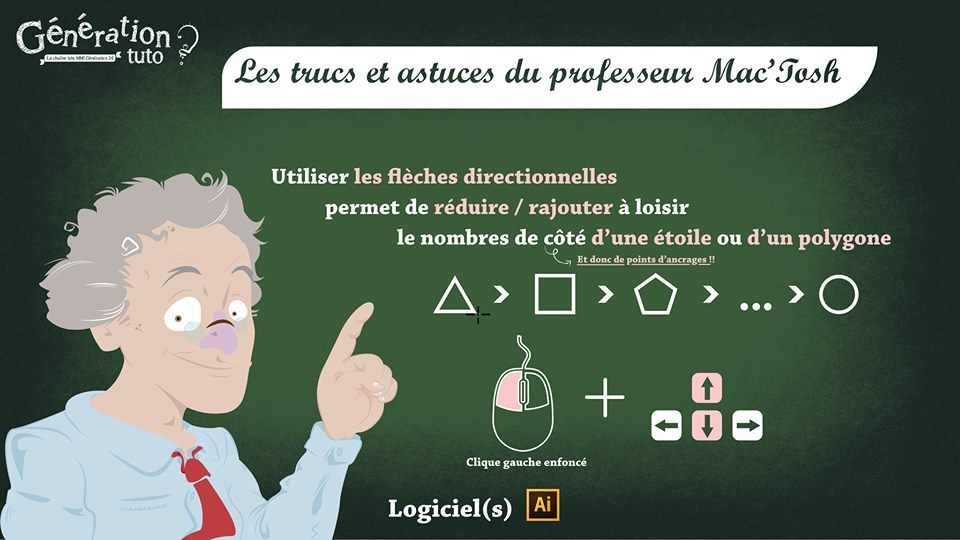 Génération
tuto
La chaîne tuto MMI Génération 2.0
Les trucs et astuces du professeur Mac'Tosh
Utiliser les flèches directionnelles
permet de réduire / rajouter à loisir
le nombres de côté d'une étoile ou d'un polygone
Et donc de points d'ancrages !!
...
+
Clique gauche enfoncé
Logiciel(s) Ai